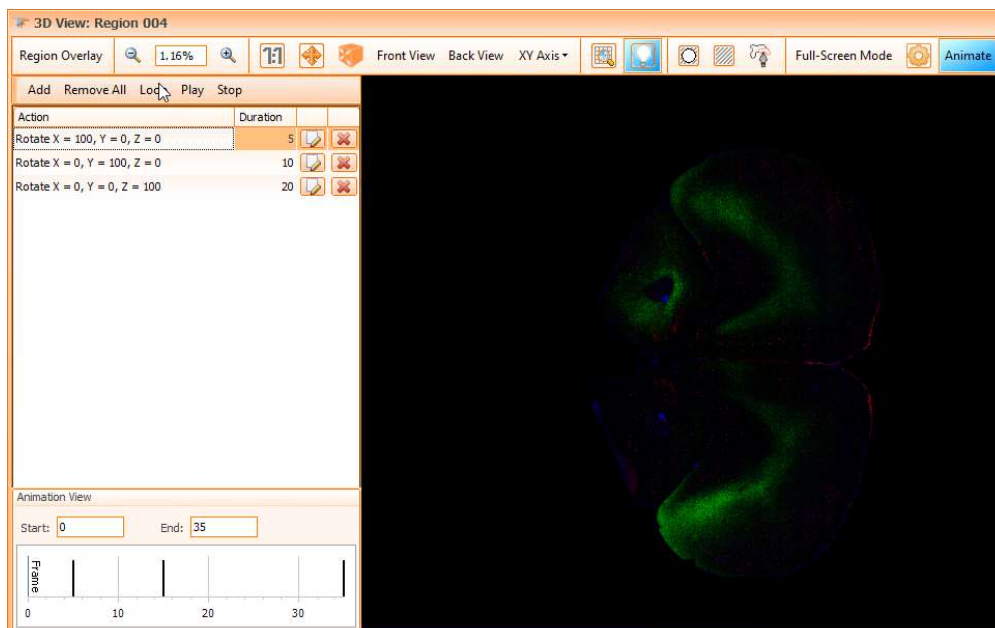 3D View: Region 004
Region Overlay 1.16% 1:1 Front View Back View XY Axis Full-Screen Mode Animate
Add Remove All Play Stop
Action Duration
Rotate X = 100, Y = 0, Z = 0 5
Rotate X = 0, Y = 100, Z = 0 10
Rotate X = 0, Y = 0, Z = 100 20
Animation View
Start: 0 End: 35
Frame
0 10 20 30